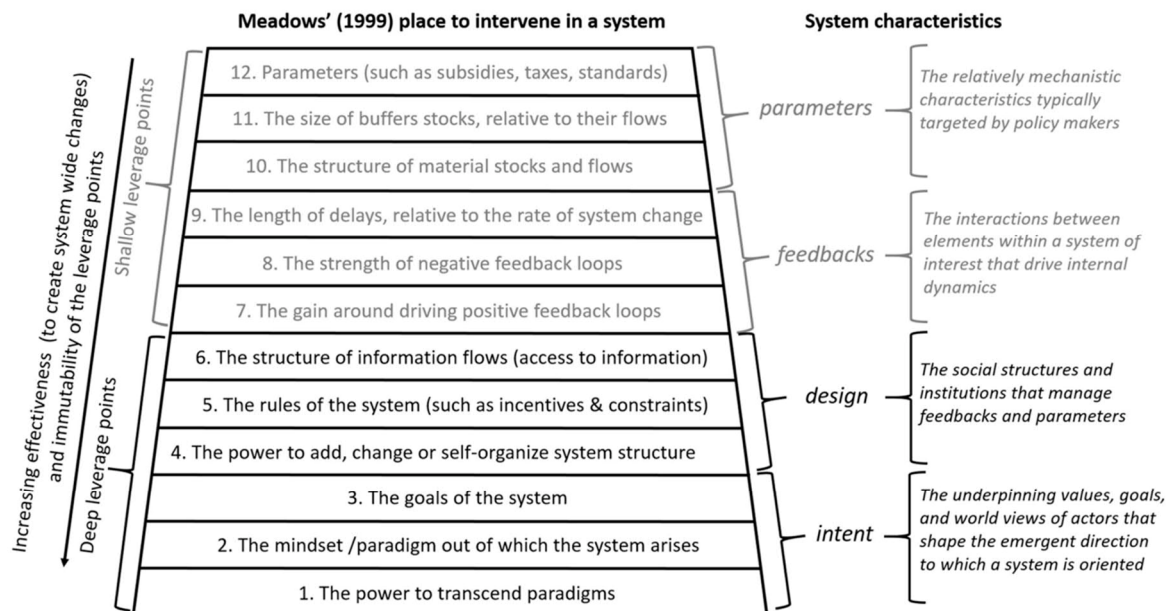 Meadows' (1999) place to intervene in a system
System characteristics
Increasing effectiveness (to create system wide changes)
and immutability of the leverage points
Shallow leverage points
Deep leverage points
12. Parameters (such as subsidies, taxes, standards)
11. The size of buffers stocks, relative to their flows
10. The structure of material stocks and flows
9. The length of delays, relative to the rate of system change
8. The strength of negative feedback loops
7. The gain around driving positive feedback loops
6. The structure of information flows (access to information)
5. The rules of the system (such as incentives & constraints)
4. The power to add, change or self-organize system structure
3. The goals of the system
2. The mindset /paradigm out of which the system arises
1. The power to transcend paradigms
parameters
The relatively mechanistic
characteristics typically
targeted by policy makers
feedbacks
The interactions between
elements within a system of
interest that drive internal
dynamics
design
The social structures and
institutions that manage
feedbacks and parameters
intent
The underpinning values, goals,
and world views of actors that
shape the emergent direction
to which a system is oriented